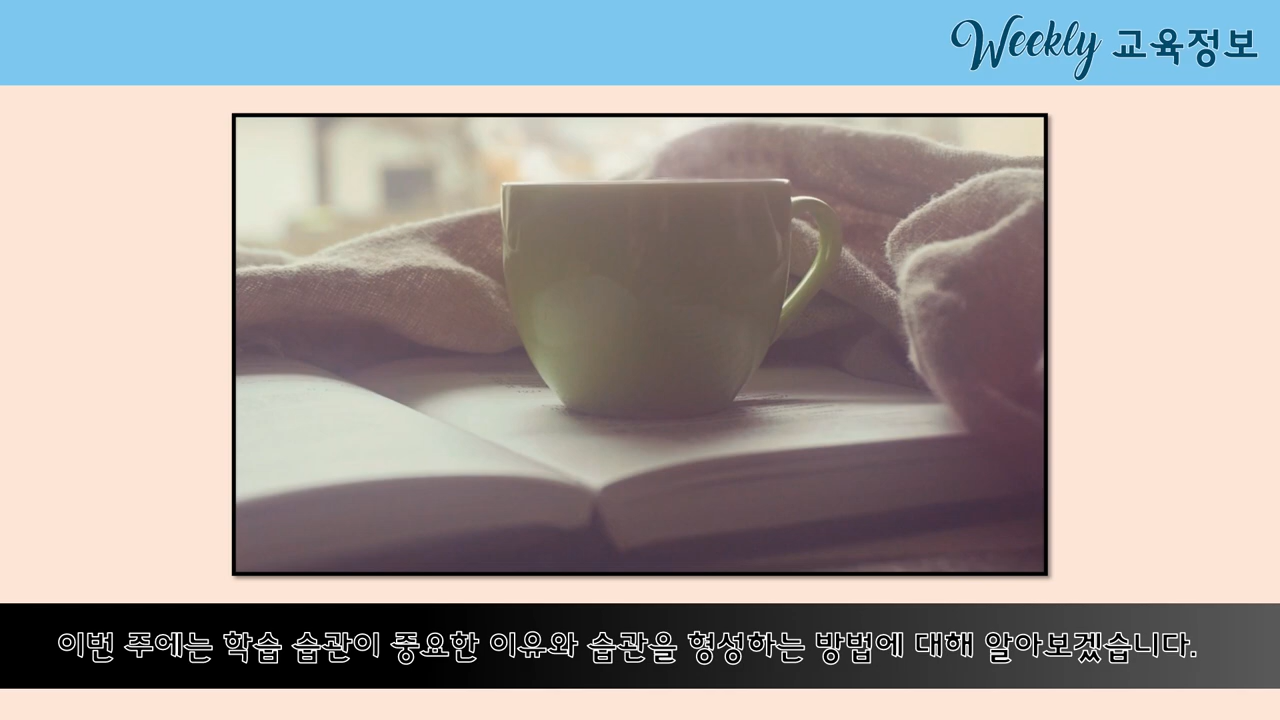 Weekly 교육정보
이번 주에는 학습 습관이 중요한 이유와 습관을 형성하는 방법에 대해 알아보겠습니다.